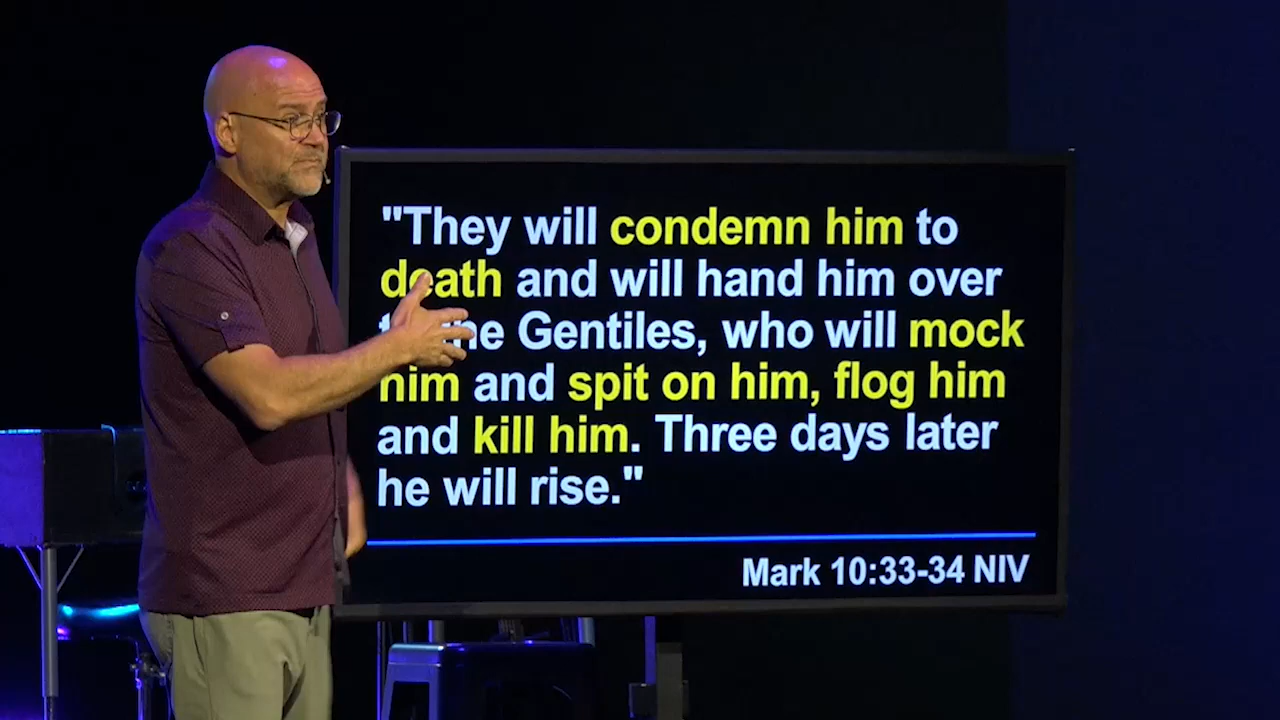 "They will condemn him to
death and will hand him over
the Gentiles, who will mock
him and spit on him, flog him
and kill him. Three days later
he will rise."
Mark 10:33-34 NIV